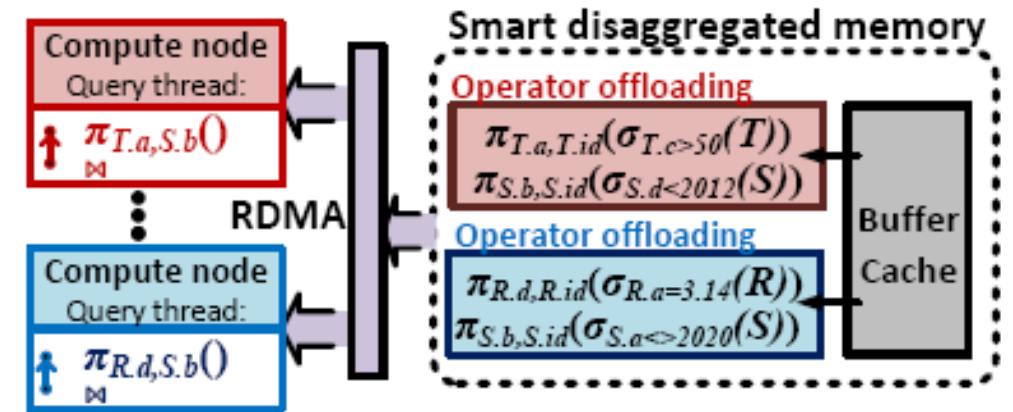 Compute node
Query thread:
π_{T.a,S.b}()
⋈
Compute node
Query thread:
π_{R.d,S.b}()
⋈
RDMA
Smart disaggregated memory
Operator offloading
π_{T.a,T.id}(σ_{T.c>50}(T))
π_{S.b,S.id}(σ_{S.d<2012}(S))
Operator offloading
π_{R.d,R.id}(σ_{R.a=3.14}(R))
π_{S.b,S.id}(σ_{S.a<>2020}(S))
Buffer
Cache